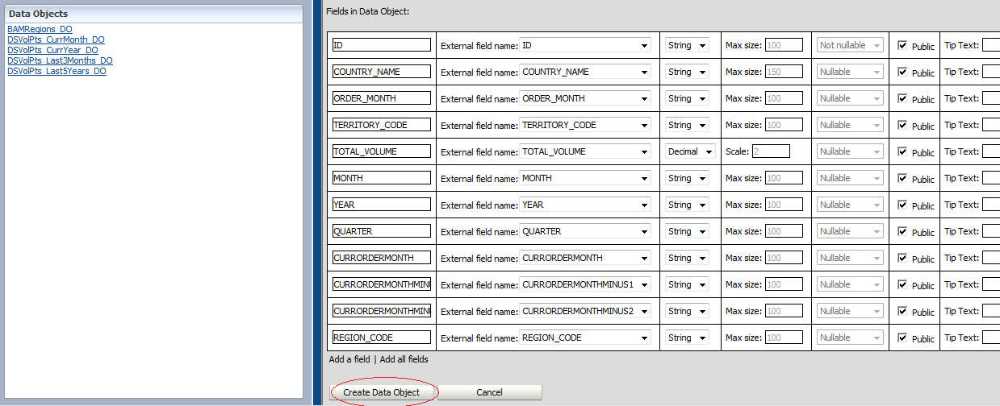 Data Objects
BAMRegions_DO
DSVolPts_CurrMonth_DO
DSVolPts_CurrYear_DO
DSVolPts_Last3Months_DO
DSVolPts_Last5Years_DO
Fields in Data Object:
ID External field name: ID String Max size: 100 Not nullable Public Tip Text:
COUNTRY_NAME External field name: COUNTRY_NAME String Max size: 150 Nullable Public Tip Text:
ORDER_MONTH External field name: ORDER_MONTH String Max size: 100 Nullable Public Tip Text:
TERRITORY_CODE External field name: TERRITORY_CODE String Max size: 100 Nullable Public Tip Text:
TOTAL_VOLUME External field name: TOTAL_VOLUME Decimal Scale: 2 Nullable Public Tip Text:
MONTH External field name: MONTH String Max size: 100 Nullable Public Tip Text:
YEAR External field name: YEAR String Max size: 100 Nullable Public Tip Text:
QUARTER External field name: QUARTER String Max size: 100 Nullable Public Tip Text:
CURRORDERMONTH External field name: CURRORDERMONTH String Max size: 100 Nullable Public Tip Text:
CURRORDERMONTHMINU External field name: CURRORDERMONTHMINUS1 String Max size: 100 Nullable Public Tip Text:
CURRORDERMONTHMINU External field name: CURRORDERMONTHMINUS2 String Max size: 100 Nullable Public Tip Text:
REGION_CODE External field name: REGION_CODE String Max size: 100 Nullable Public Tip Text:
Add a field | Add all fields
Create Data Object Cancel